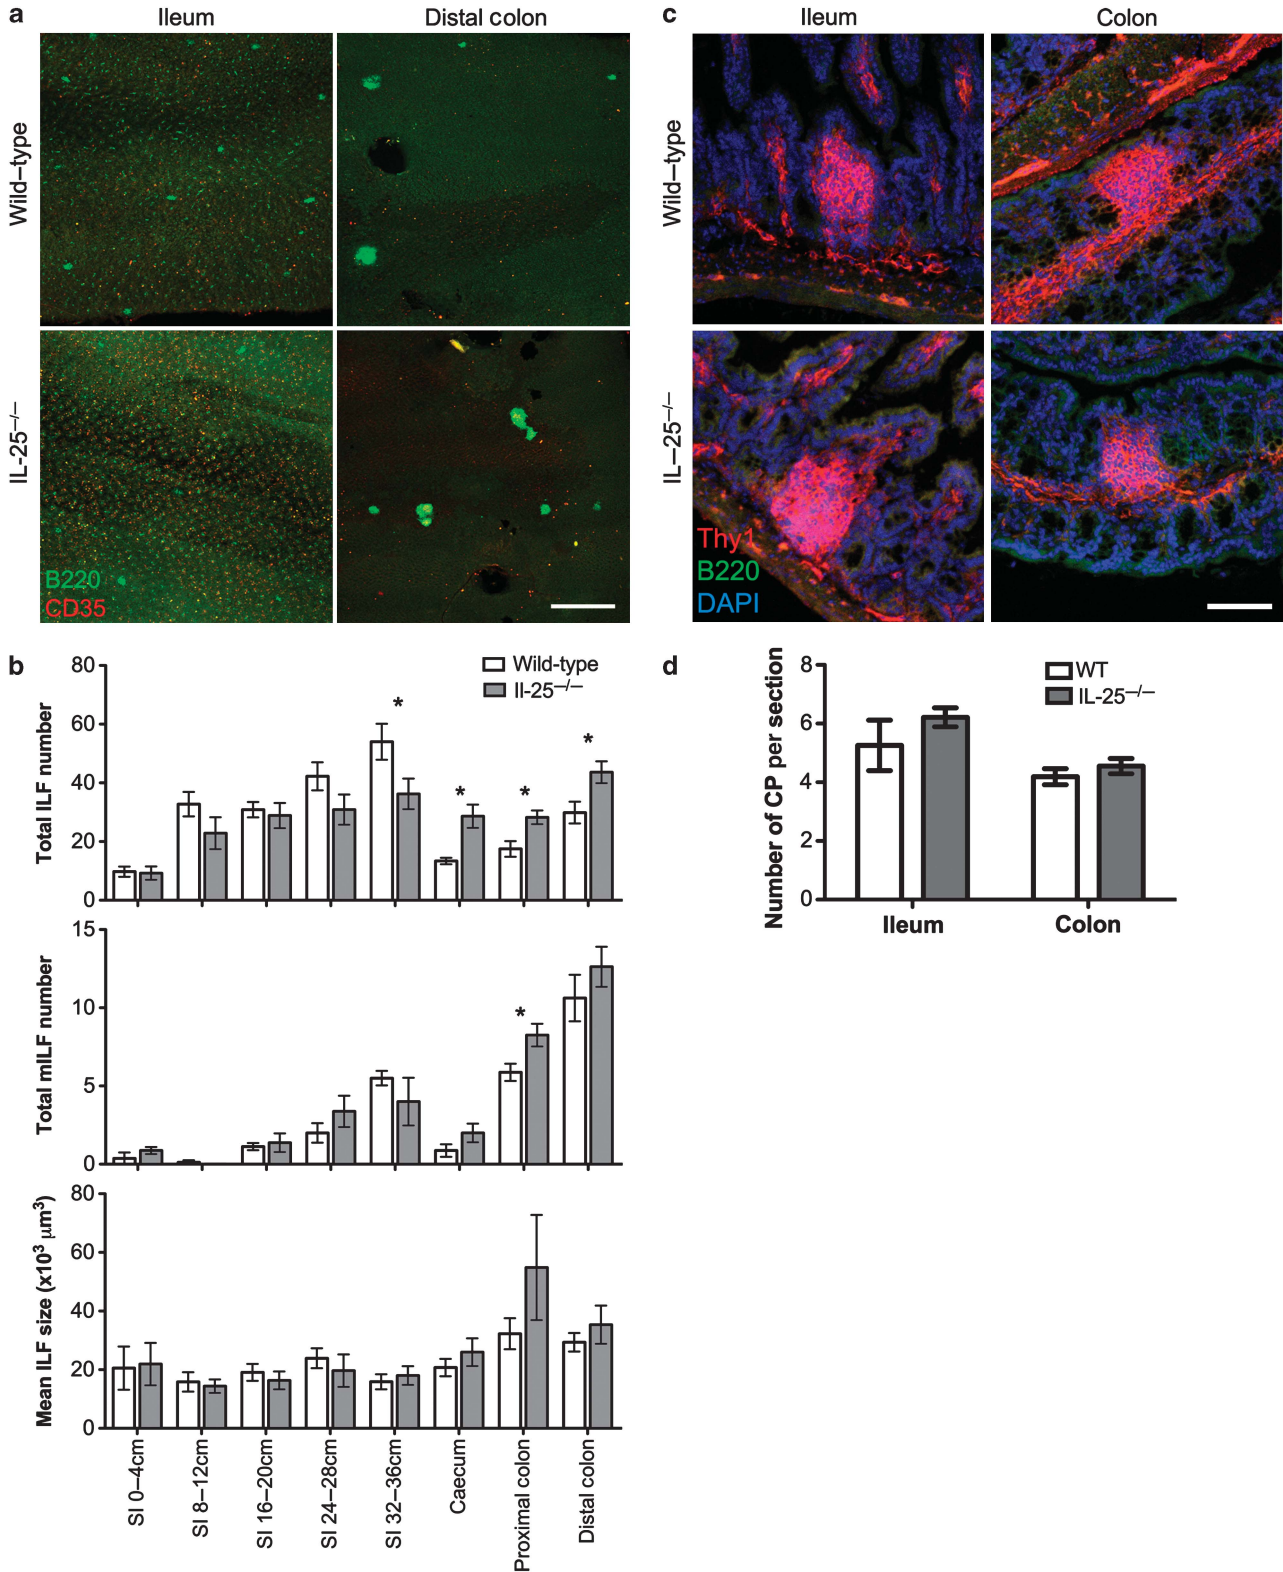 a
Ileum
Distal colon
Wild–type
IL-25–/–
B220
CD35
c
Ileum
Colon
Wild–type
IL–25–/–
Thy1
B220
DAPI
b
Wild-type
Il-25–/–
Total ILF number
80
60
40
20
0
*
*
*
*
Total mILF number
15
10
5
0
*
Mean ILF size (x10³ µm³)
80
60
40
20
0
SI 0–4cm
SI 8–12cm
SI 16–20cm
SI 24–28cm
SI 32–36cm
Caecum
Proximal colon
Distal colon
d
WT
IL-25–/–
Number of CP per section
8
6
4
2
0
Ileum
Colon